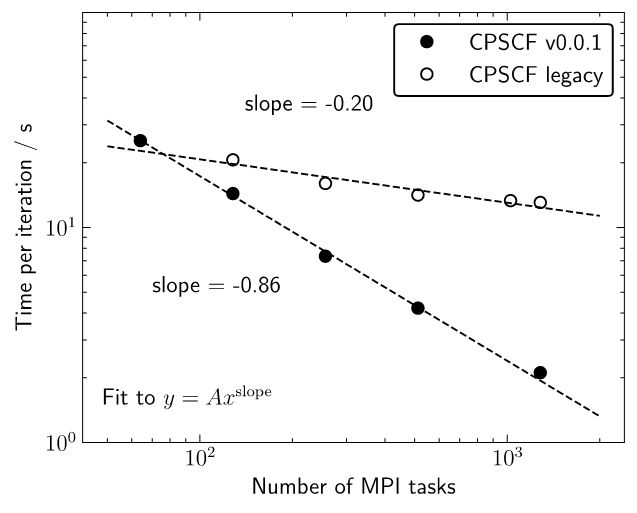 CPSCF v0.0.1
CPSCF legacy
slope = -0.20
slope = -0.86
Fit to y = Ax^slope
Time per iteration / s
10^1
10^0
10^2
10^3
Number of MPI tasks